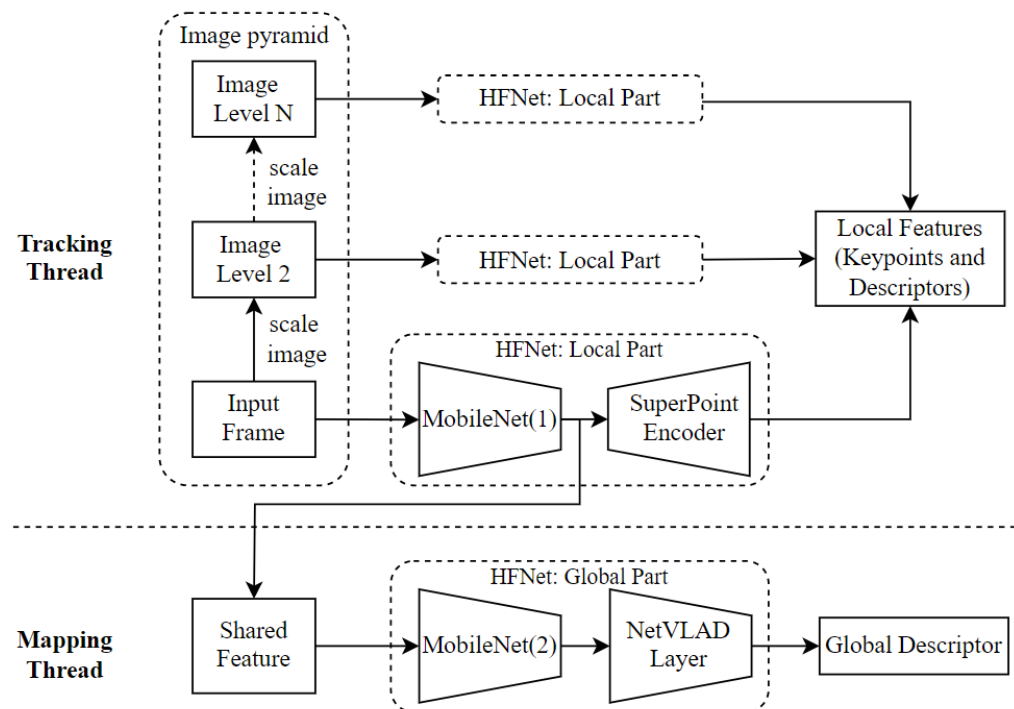 Image pyramid
Image
Level N
HFNet: Local Part
scale
image
Tracking
Thread
Image
Level 2
HFNet: Local Part
Local Features
(Keypoints and
Descriptors)
scale
image
HFNet: Local Part
Input
Frame
MobileNet(1)
SuperPoint
Encoder
Mapping
Thread
Shared
Feature
HFNet: Global Part
MobileNet(2)
NetVLAD
Layer
Global Descriptor